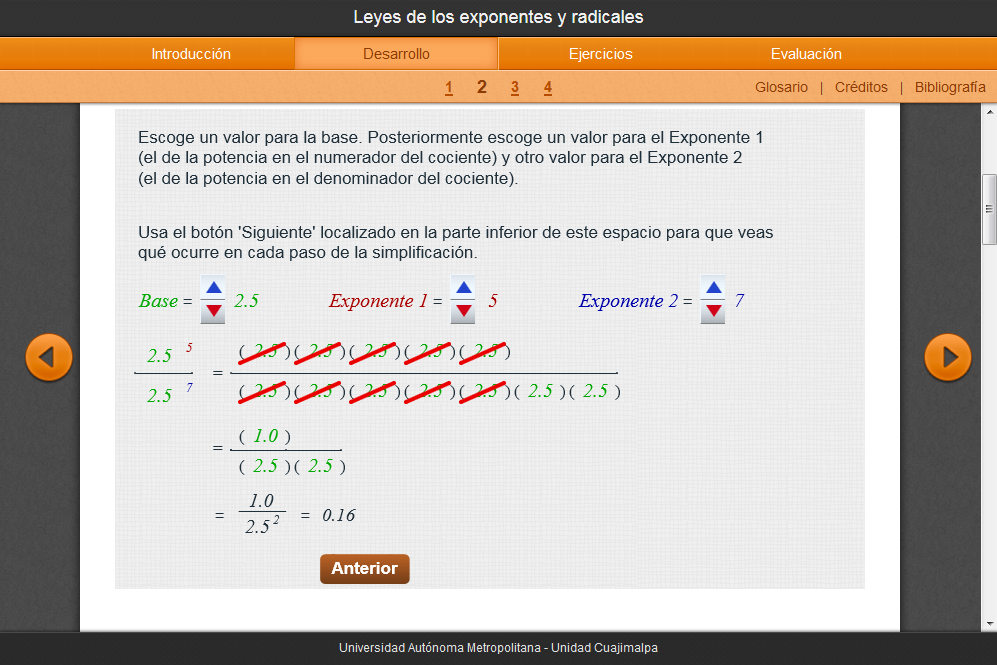 Leyes de los exponentes y radicales
Introducción Desarrollo Ejercicios Evaluación
1 2 3 4 Glosario | Créditos | Bibliografía
Escoge un valor para la base. Posteriormente escoge un valor para el Exponente 1
(el de la potencia en el numerador del cociente) y otro valor para el Exponente 2
(el de la potencia en el denominador del cociente).
Usa el botón 'Siguiente' localizado en la parte inferior de este espacio para que veas
qué ocurre en cada paso de la simplificación.
Base = 2.5 Exponente 1 = 5 Exponente 2 = 7
2.5 5 = ( 2.5 )( 2.5 )( 2.5 )( 2.5 )( 2.5 )
2.5 7 ( 2.5 )( 2.5 )( 2.5 )( 2.5 )( 2.5 )( 2.5 )( 2.5 )
= ( 1.0 )
( 2.5 )( 2.5 )
= 1.0 = 0.16
2.5 2
Anterior
Universidad Autónoma Metropolitana - Unidad Cuajimalpa